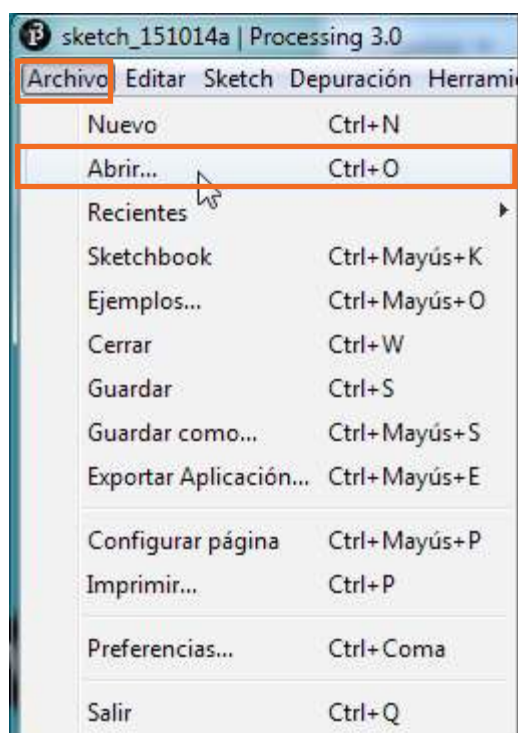 sketch_151014a | Processing 3.0
Archivo Editar Sketch Depuración Herrami
Nuevo Ctrl+N
Abrir... Ctrl+O
Recientes
Sketchbook Ctrl+Mayús+K
Ejemplos... Ctrl+Mayús+O
Cerrar Ctrl+W
Guardar Ctrl+S
Guardar como... Ctrl+Mayús+S
Exportar Aplicación... Ctrl+Mayús+E
Configurar página Ctrl+Mayús+P
Imprimir... Ctrl+P
Preferencias... Ctrl+Coma
Salir Ctrl+Q